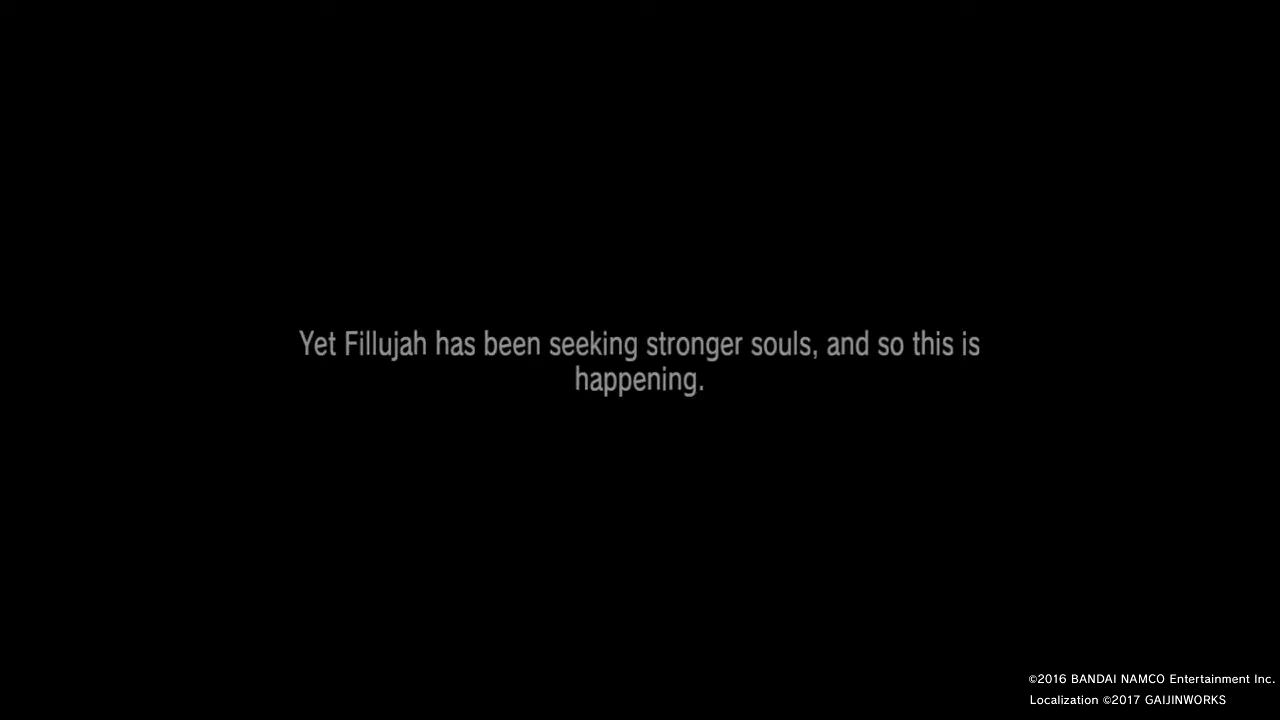 Yet Fillujah has been seeking stronger souls, and so this is
happening.
©2016 BANDAI NAMCO Entertainment Inc.
Localization ©2017 GAIJINWORKS